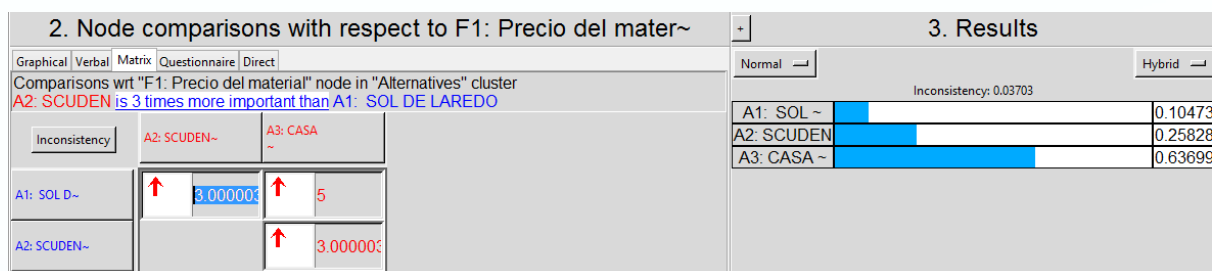 2. Node comparisons with respect to F1: Precio del mater~
+
3. Results
Graphical Verbal Matrix Questionnaire Direct
Comparisons wrt "F1: Precio del material" node in "Alternatives" cluster
A2: SCUDEN is 3 times more important than A1: SOL DE LAREDO
Inconsistency
A2: SCUDEN~
A3: CASA
~
A1: SOL D~
3.000003
5
A2: SCUDEN~
3.000003
Normal
Hybrid
Inconsistency: 0.03703
A1: SOL ~ 0.10473
A2: SCUDEN 0.25828
A3: CASA ~ 0.63699